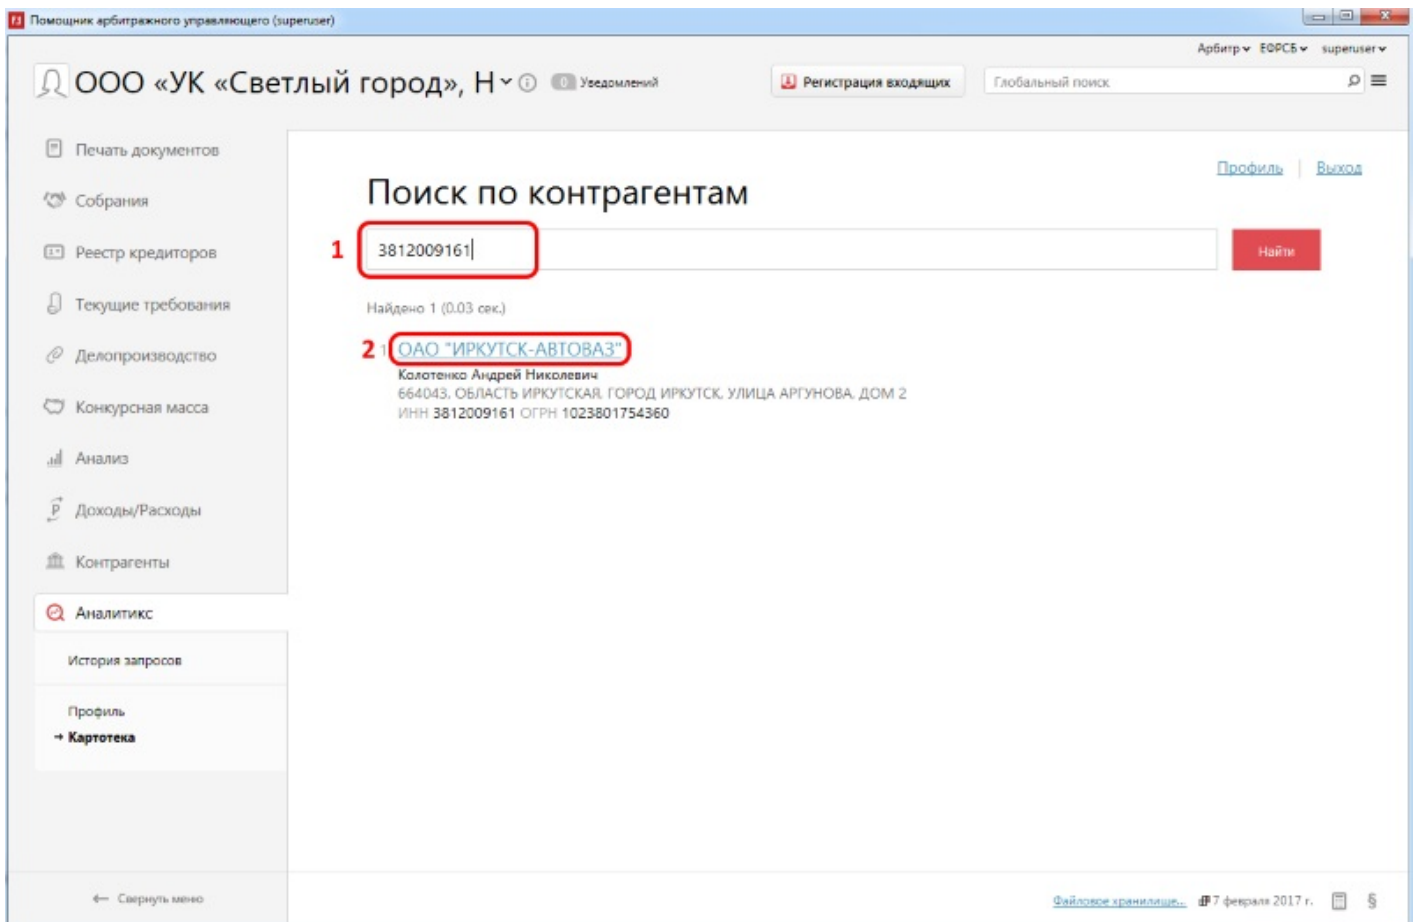 Помощник арбитражного управляющего (superuser)
Арбитр ЕФРСБ superuser
ООО «УК «Светлый город», Н 0 Уведомлений Регистрация входящих Глобальный поиск
Печать документов
Собрания
Реестр кредиторов
Текущие требования
Делопроизводство
Конкурсная масса
Анализ
Доходы/Расходы
Контрагенты
Аналитикс
История запросов
Профиль
→ Картотека
← Свернуть меню
Профиль Выход
Поиск по контрагентам
1 3812009161 Найти
Найдено 1 (0.03 сек.)
2 1 ОАО "ИРКУТСК-АВТОВАЗ"
Колотенко Андрей Николевич
664043, ОБЛАСТЬ ИРКУТСКАЯ, ГОРОД ИРКУТСК, УЛИЦА АРГУНОВА, ДОМ 2
ИНН 3812009161 ОГРН 1023801754360
Файловое хранилище... 7 февраля 2017 г. §